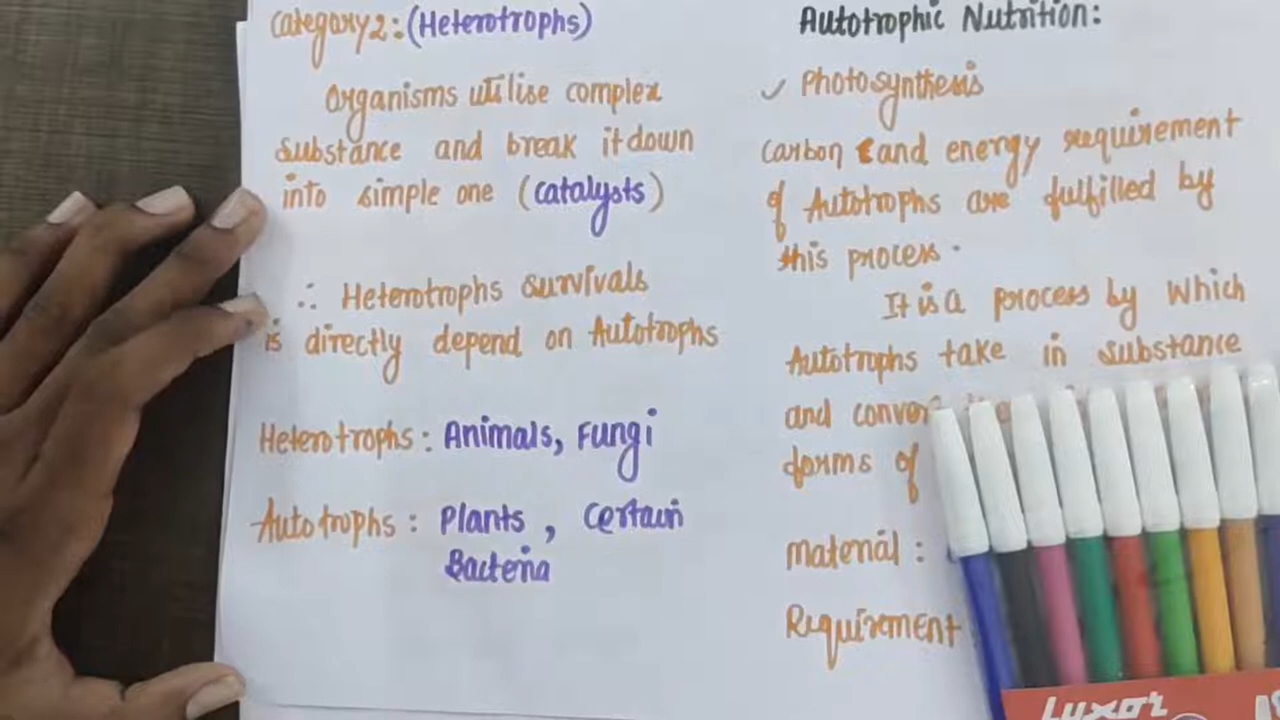 Category 2: (Heterotrophs)
Organisms utilise complex
substance and break it down
into simple one (catalysts)
∴ Heterotrophs survivals
is directly depend on Autotrophs
Heterotrophs: Animals, Fungi
Autotrophs: Plants, Certain
Bacteria
Autotrophic Nutrition:
✓ Photosynthesis
Carbon and energy requirement
of Autotrophs are fulfilled by
this process.
It is a process by which
Autotrophs take in substance
and
forms of
Material:
Requirement
Luxor